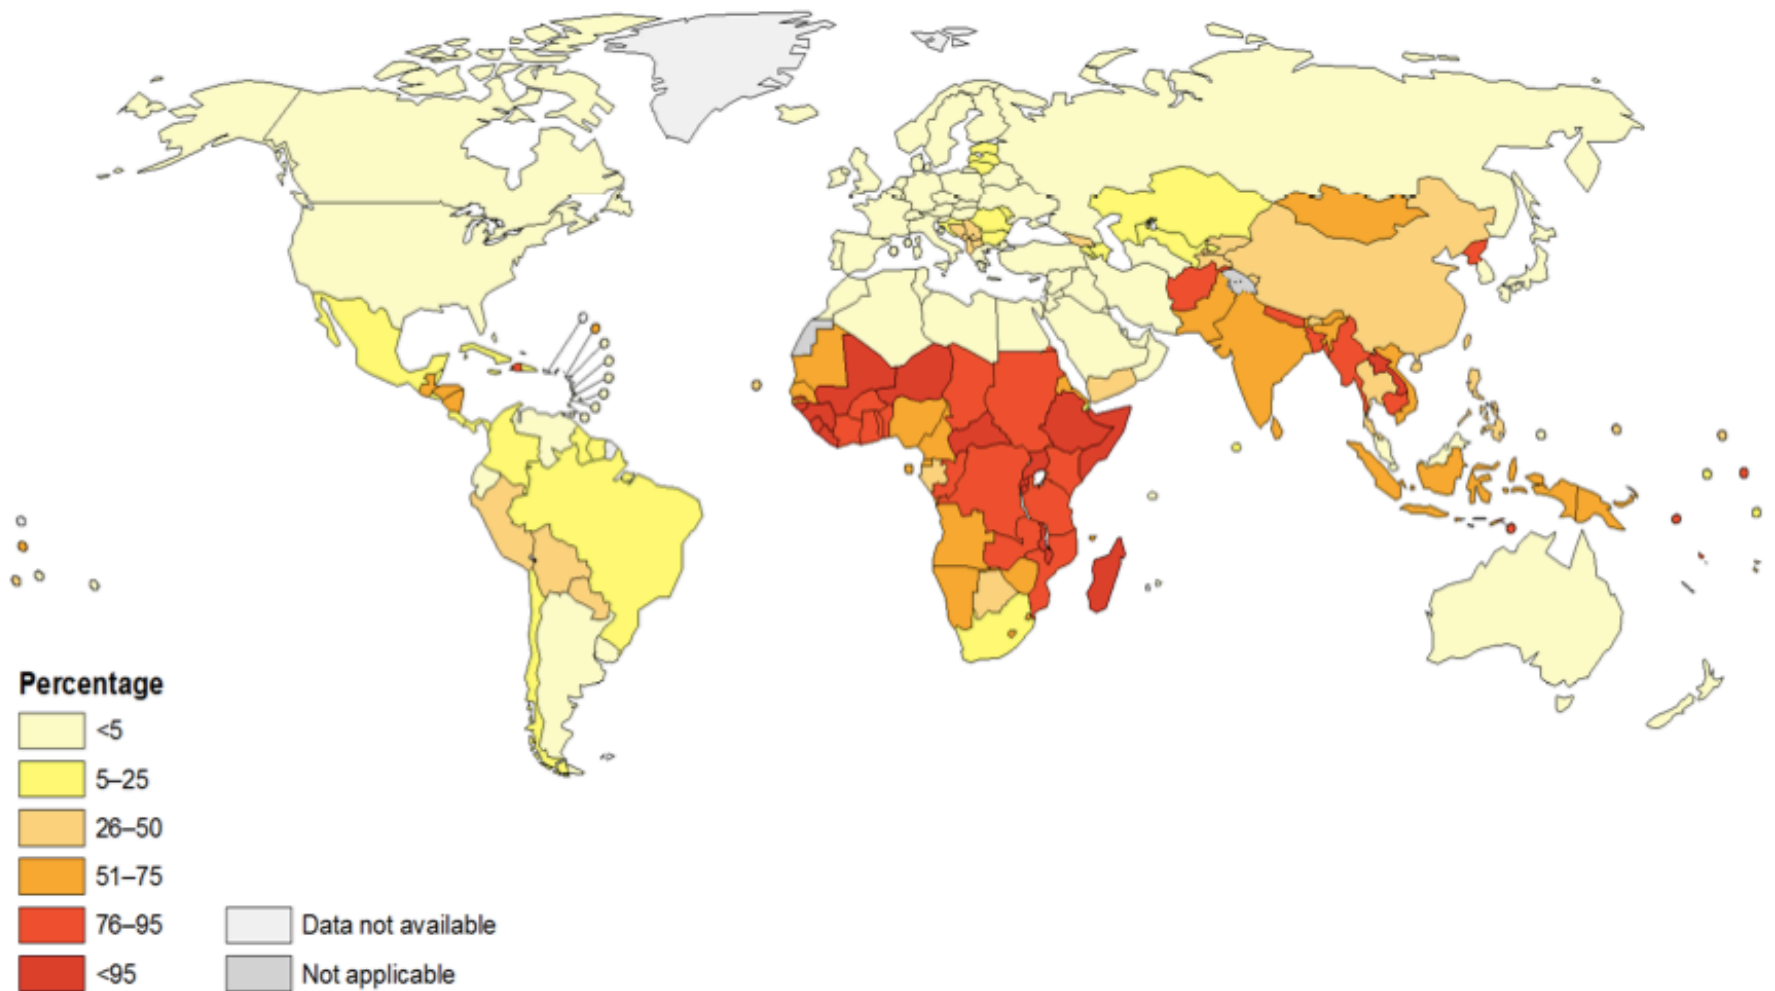 Percentage
<5
5–25
26–50
51–75
76–95
<95
Data not available
Not applicable